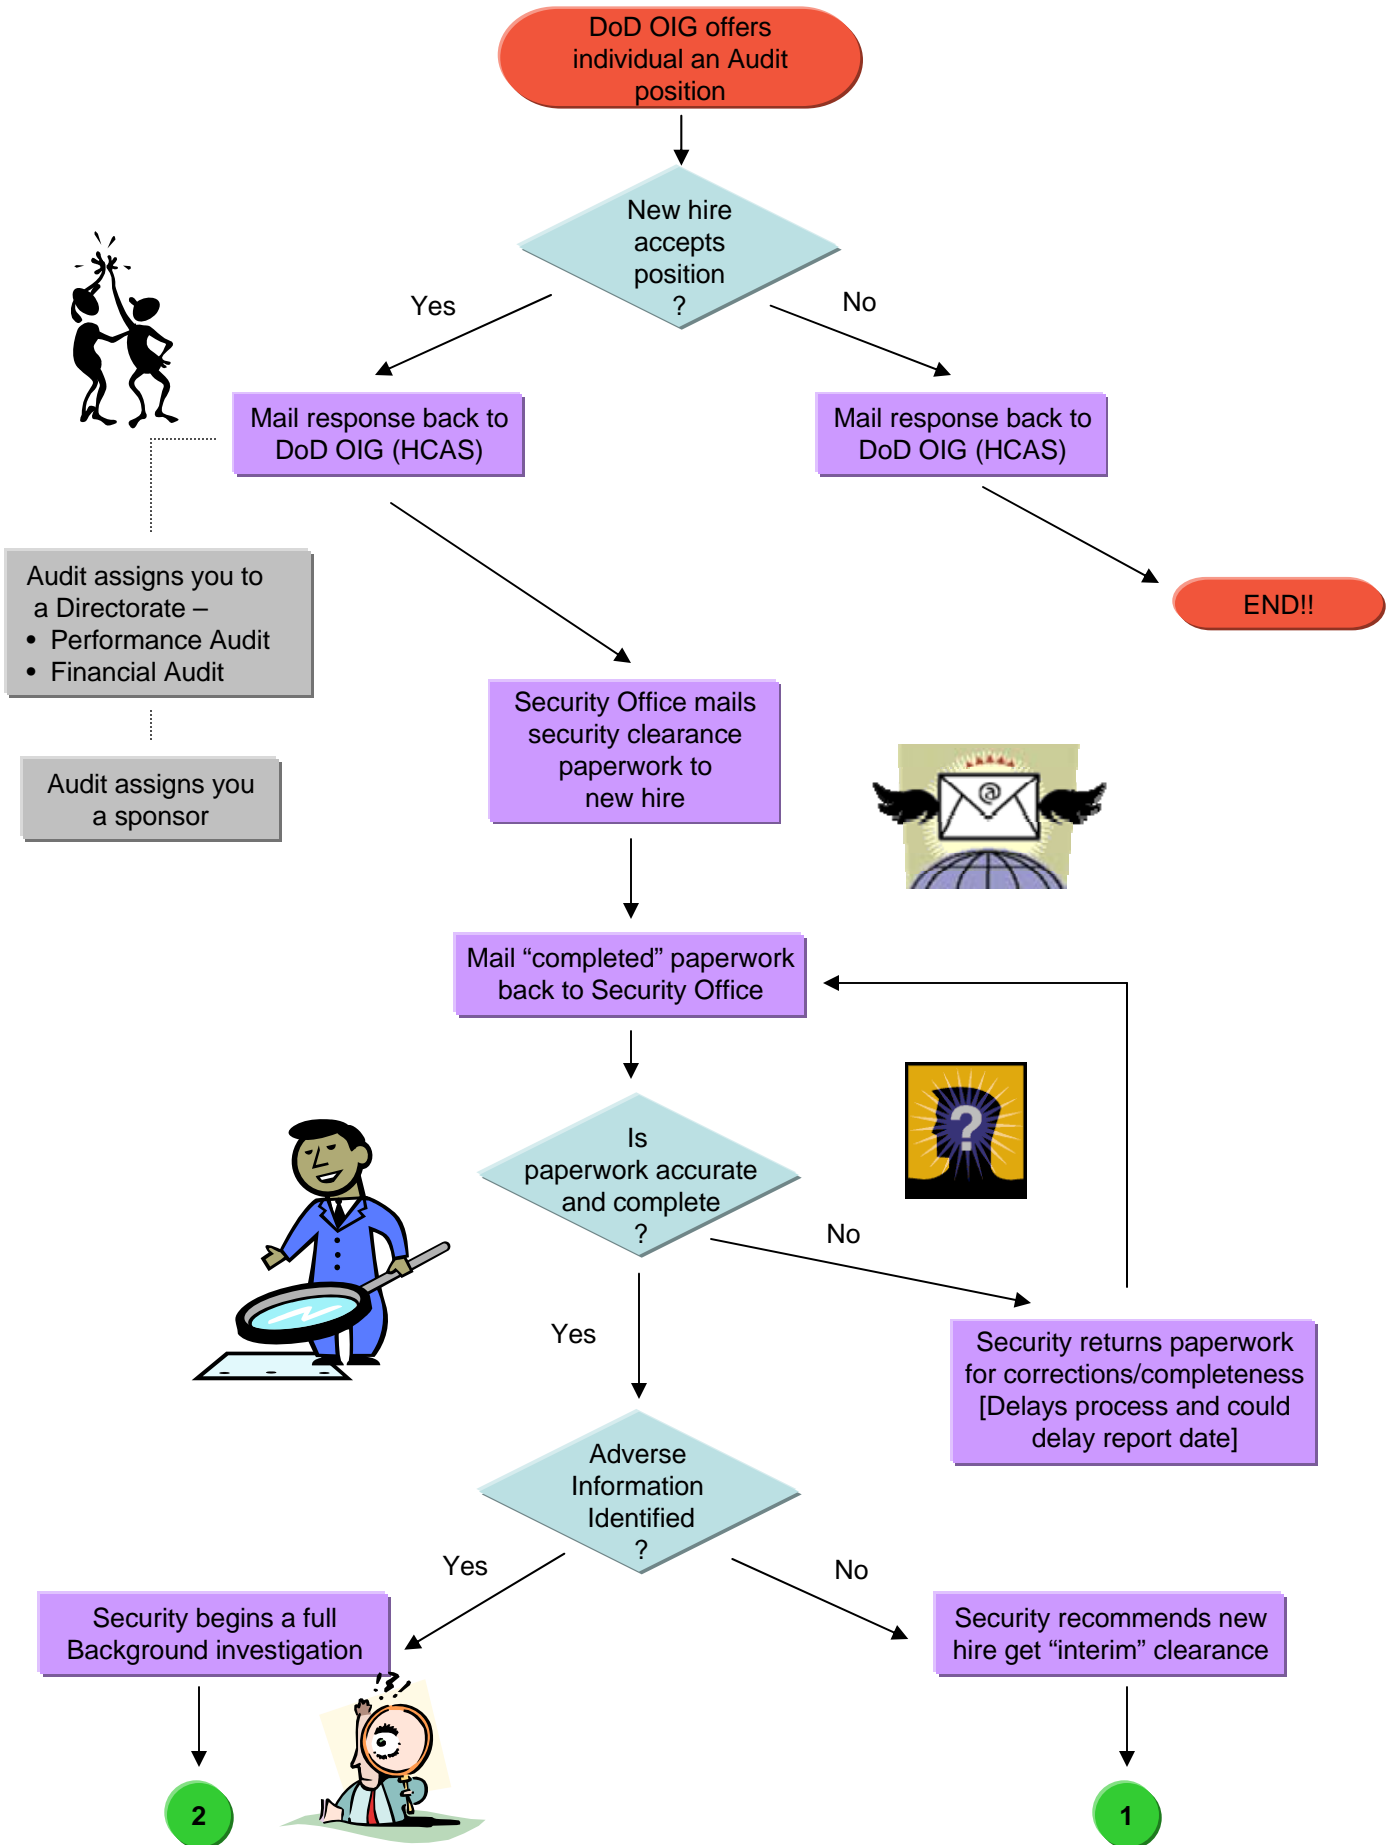 DoD OIG offers
individual an Audit
position
New hire
accepts
position
?
Yes
No
Mail response back to
DoD OIG (HCAS)
Mail response back to
DoD OIG (HCAS)
Audit assigns you to
a Directorate –
• Performance Audit
• Financial Audit
END!!
Audit assigns you
a sponsor
Security Office mails
security clearance
paperwork to
new hire
@
Mail “completed” paperwork
back to Security Office
?
Is
paperwork accurate
and complete
?
No
Yes
Security returns paperwork
for corrections/completeness
[Delays process and could
delay report date]
Adverse
Information
Identified
?
Yes
No
Security begins a full
Background investigation
Security recommends new
hire get “interim” clearance
!?,
2
1